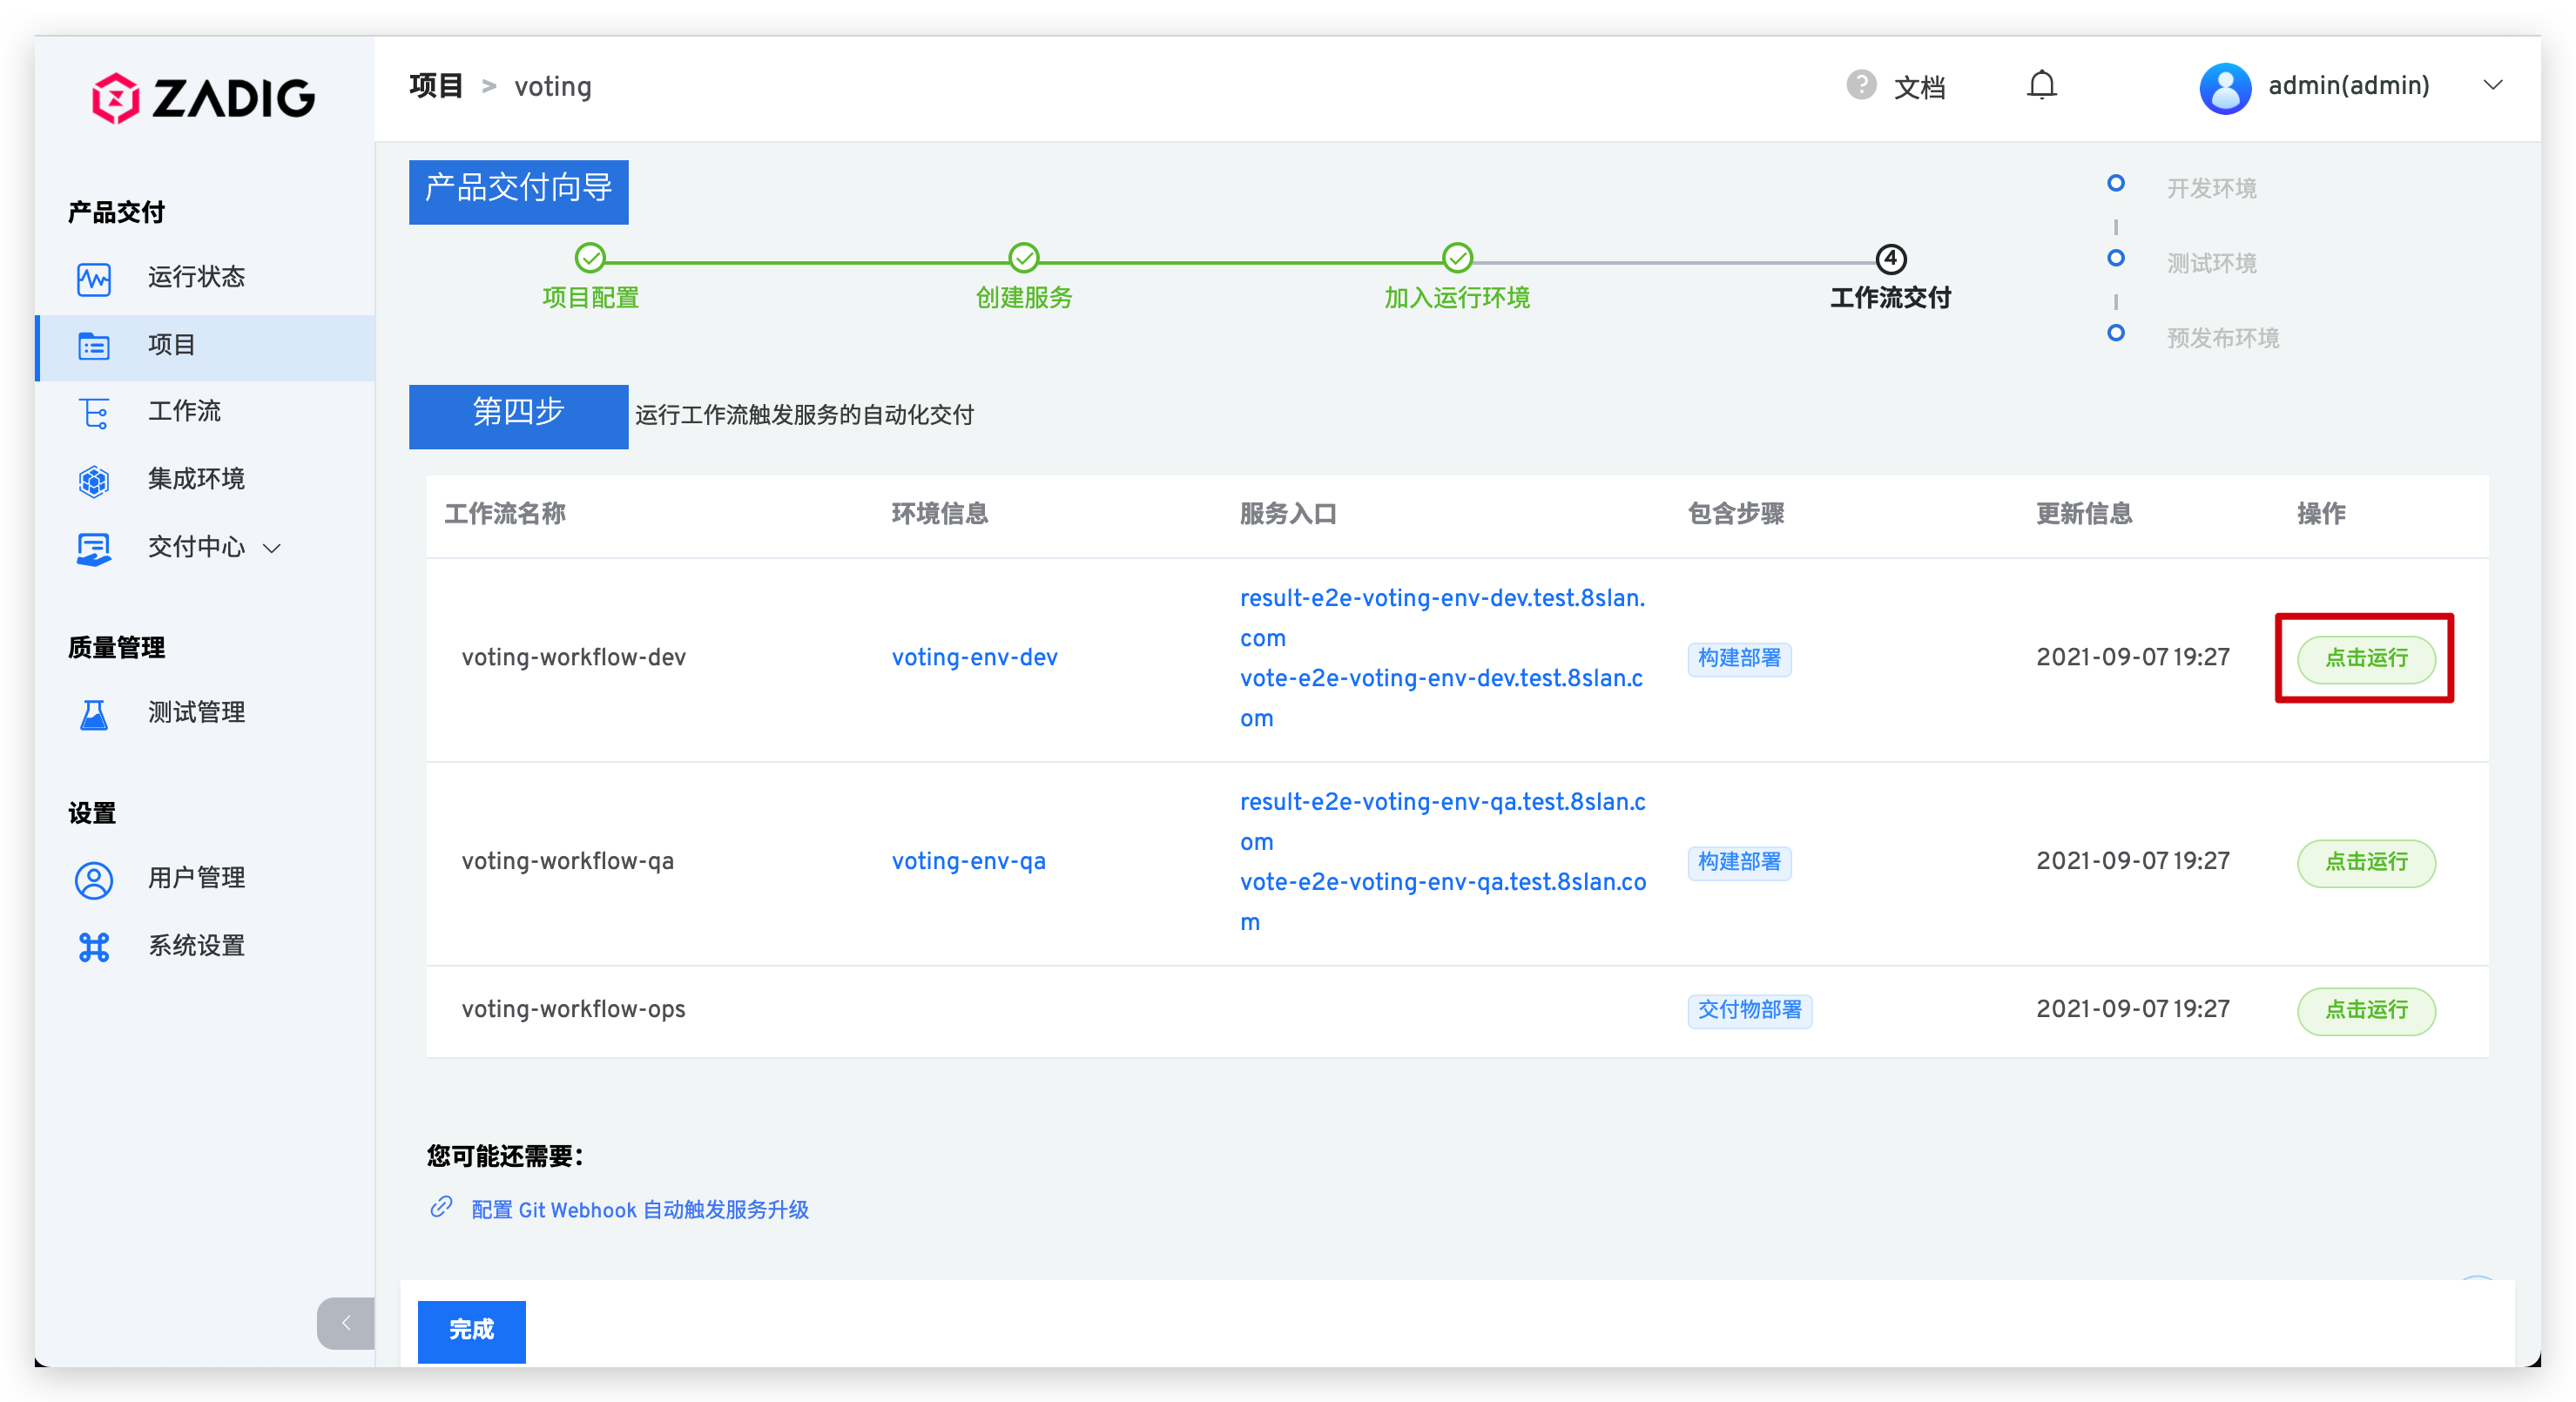 ZADIG
项目 > voting
? 文档
admin(admin)
产品交付
运行状态
项目
工作流
集成环境
交付中心
质量管理
测试管理
设置
用户管理
系统设置
产品交付向导
项目配置
创建服务
加入运行环境
4
工作流交付
开发环境
测试环境
预发布环境
第四步 运行工作流触发服务的自动化交付
工作流名称 环境信息 服务入口 包含步骤 更新信息 操作
voting-workflow-dev voting-env-dev
result-e2e-voting-env-dev.test.8slan.
com
vote-e2e-voting-env-dev.test.8slan.c
om
构建部署 2021-09-07 19:27 点击运行
voting-workflow-qa voting-env-qa
result-e2e-voting-env-qa.test.8slan.c
om
vote-e2e-voting-env-qa.test.8slan.co
m
构建部署 2021-09-07 19:27 点击运行
voting-workflow-ops 交付物部署 2021-09-07 19:27 点击运行
您可能还需要：
配置 Git Webhook 自动触发服务升级
完成